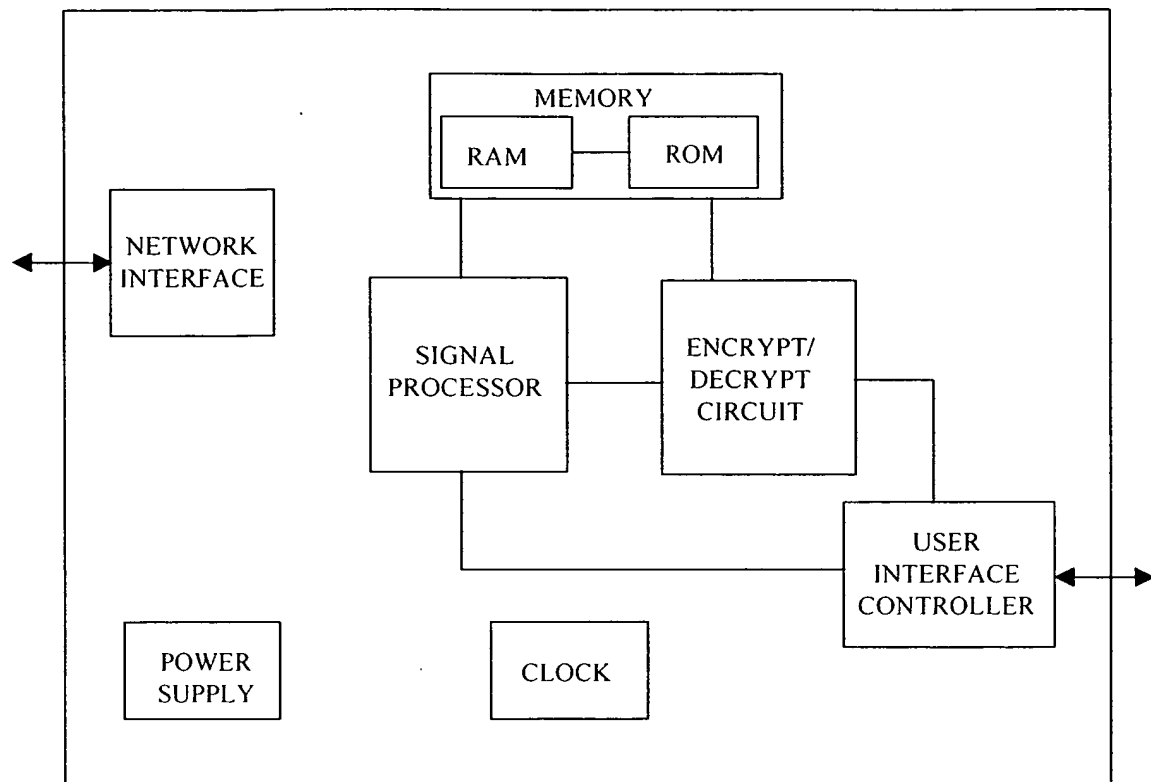 MEMORY
RAM
ROM
NETWORK
INTERFACE
SIGNAL
PROCESSOR
ENCRYPT/
DECRYPT
CIRCUIT
USER
INTERFACE
CONTROLLER
POWER
SUPPLY
CLOCK